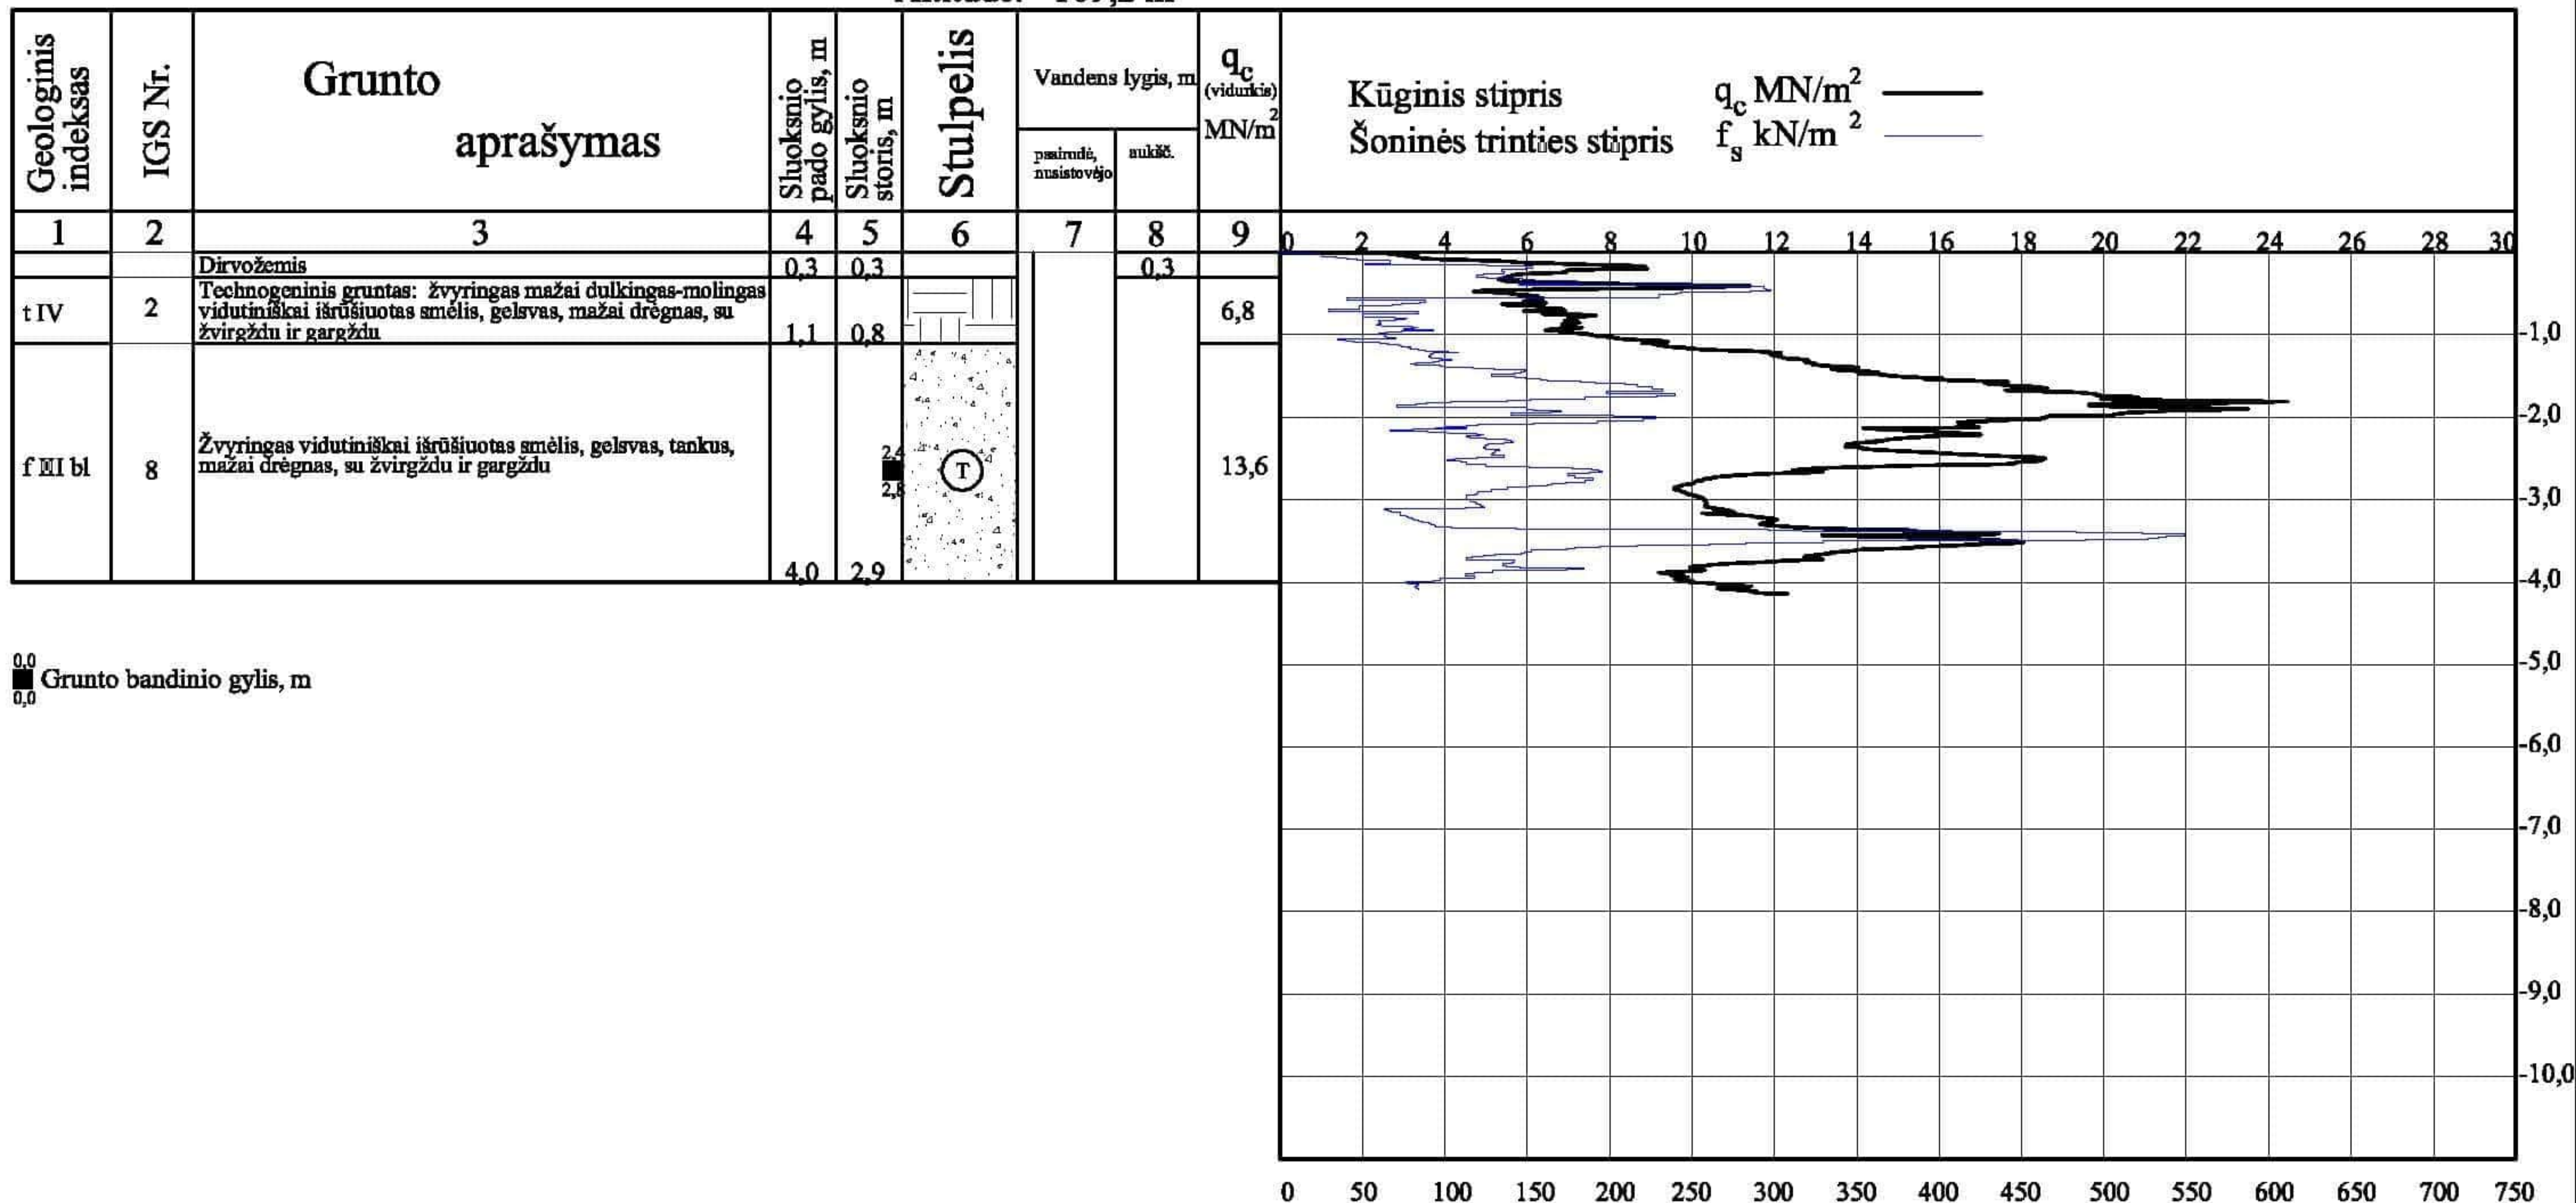 Geologinis
indeksas
IGS Nr.
Grunto
aprašymas
Sluoksnio
pado gylis, m
Sluoksnio
storis, m
Stulpelis
Vandens lygis, m
pasirodė,
nusistovėjo
aukšč.
qc
(vidurkis)
MN/m2
Kūginis stipris qc MN/m2
Šoninės trinties stipris fs kN/m2
1 2 3 4 5 6 7 8 9
0 2 4 6 8 10 12 14 16 18 20 22 24 26 28 30
Dirvožemis 0,3 0,3 0,3
t IV 2
Technogeninis gruntas: žvyringas mažai dulkingas-molingas
vidutiniškai išrūšiuotas smėlis, gelsvas, mažai drėgnas, su
žvirgždu ir gargždu
1,1 0,8 6,8
f III bl 8
Žvyringas vidutiniškai išrūšiuotas smėlis, gelsvas, tankus,
mažai drėgnas, su žvirgždu ir gargždu
2,4
2,8
T
13,6
4,0 2,9
-1,0
-2,0
-3,0
-4,0
-5,0
-6,0
-7,0
-8,0
-9,0
-10,0
0,0
Grunto bandinio gylis, m
0,0
0 50 100 150 200 250 300 350 400 450 500 550 600 650 700 750